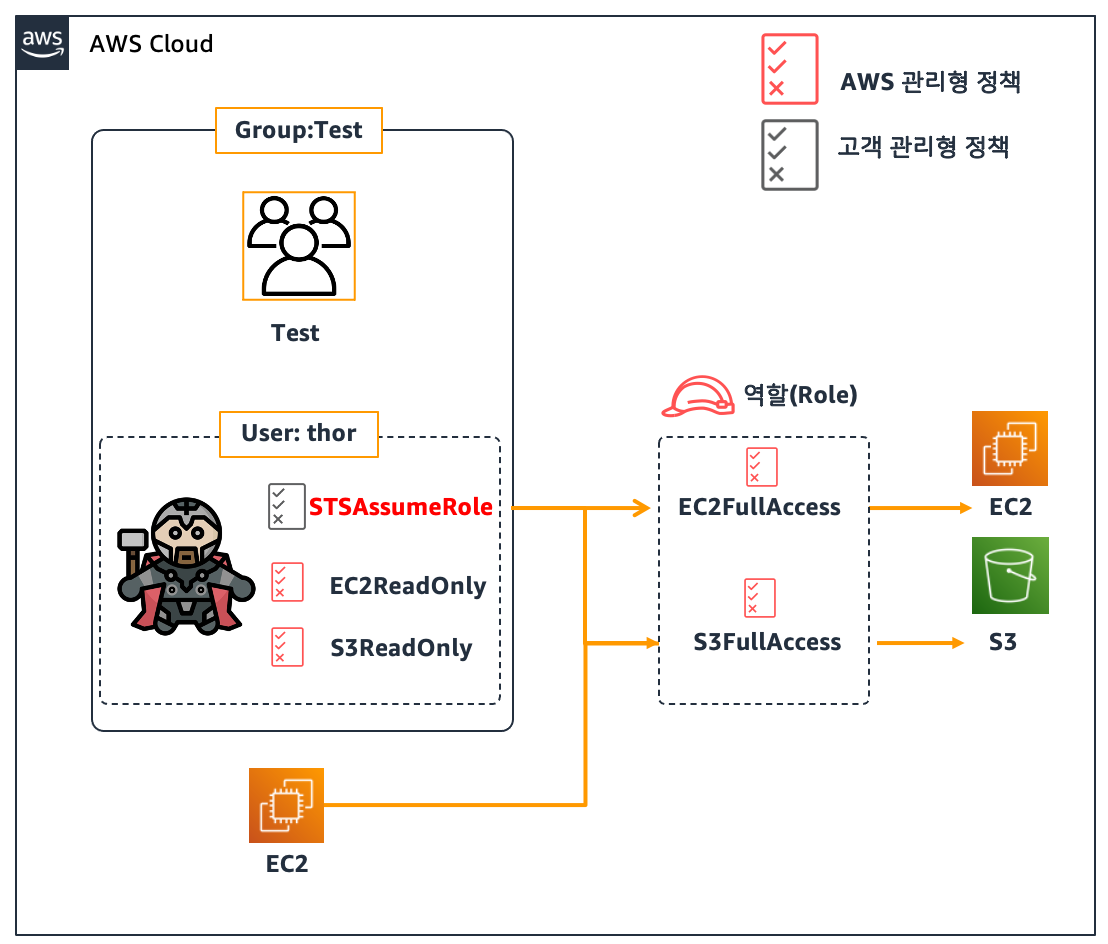 aws
AWS Cloud
AWS 관리형 정책
고객 관리형 정책
Group:Test
Test
User: thor
STSAssumeRole
EC2ReadOnly
S3ReadOnly
역할(Role)
EC2FullAccess
S3FullAccess
EC2
S3
EC2